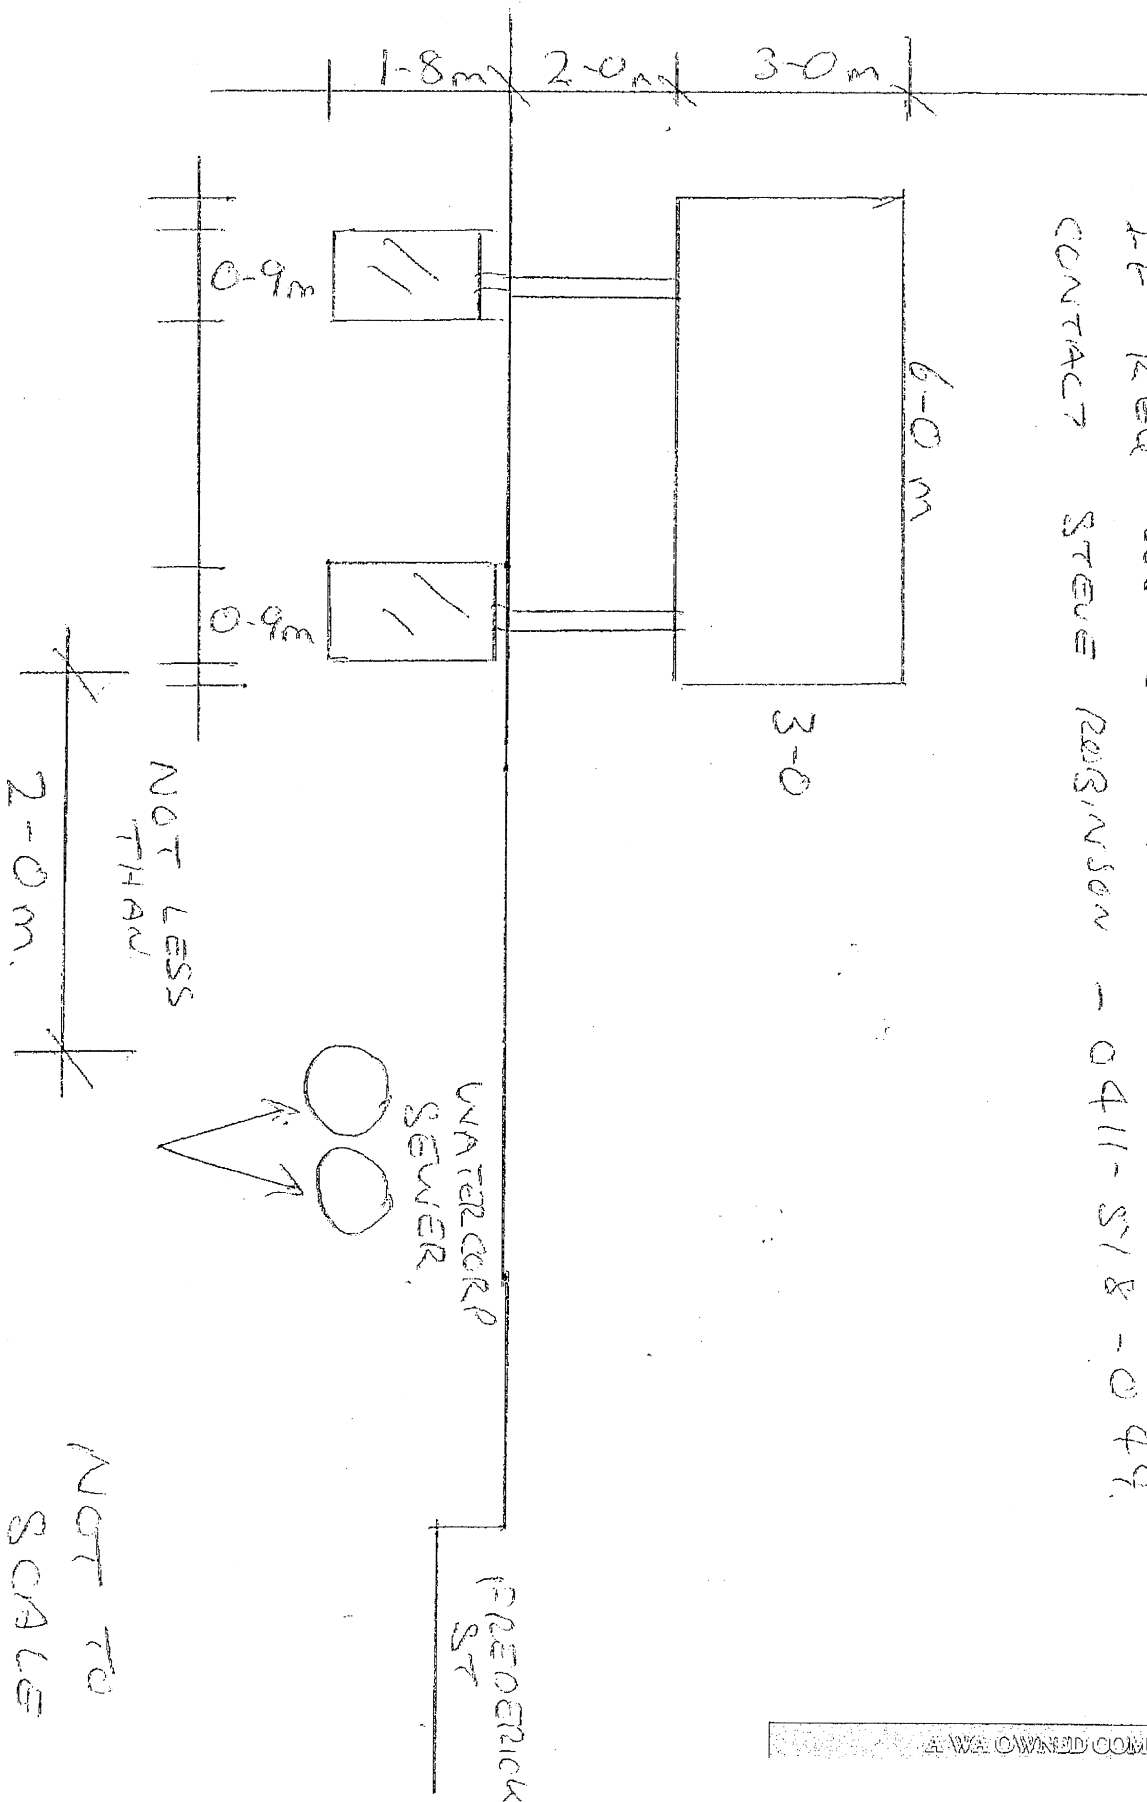 CONTACT STEVE ROBINSON - 0411-518-049.
1-8m
2-0m
3-0m
6-0 m
3-0
0-9m
0-9m
NOT LESS
THAN
2-0m.
WATERCORP
SEWER.
FREDERICK
ST
NOT TO
SCALE
A WA OWNED COM